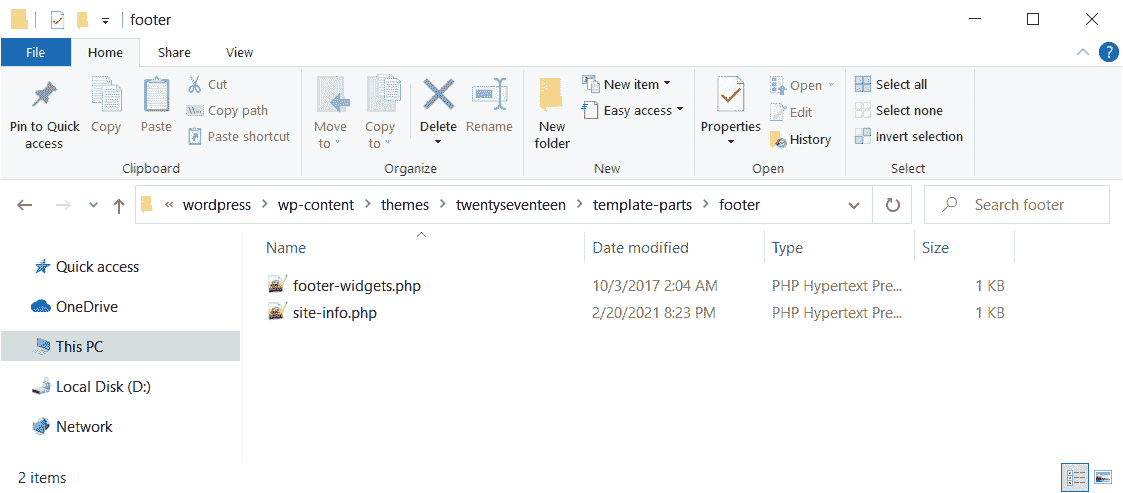 footer
File Home Share View
?
Pin to Quick access
Copy
Paste
Cut
Copy path
Paste shortcut
Clipboard
Move to
Copy to
Delete
Rename
Organize
New folder
New item
Easy access
New
Properties
Open
Edit
History
Open
Select all
Select none
Invert selection
Select
« wordpress > wp-content > themes > twentyseventeen > template-parts > footer
Search footer
Name Date modified Type Size
footer-widgets.php 10/3/2017 2:04 AM PHP Hypertext Pre... 1 KB
site-info.php 2/20/2021 8:23 PM PHP Hypertext Pre... 1 KB
Quick access
OneDrive
This PC
Local Disk (D:)
Network
2 items